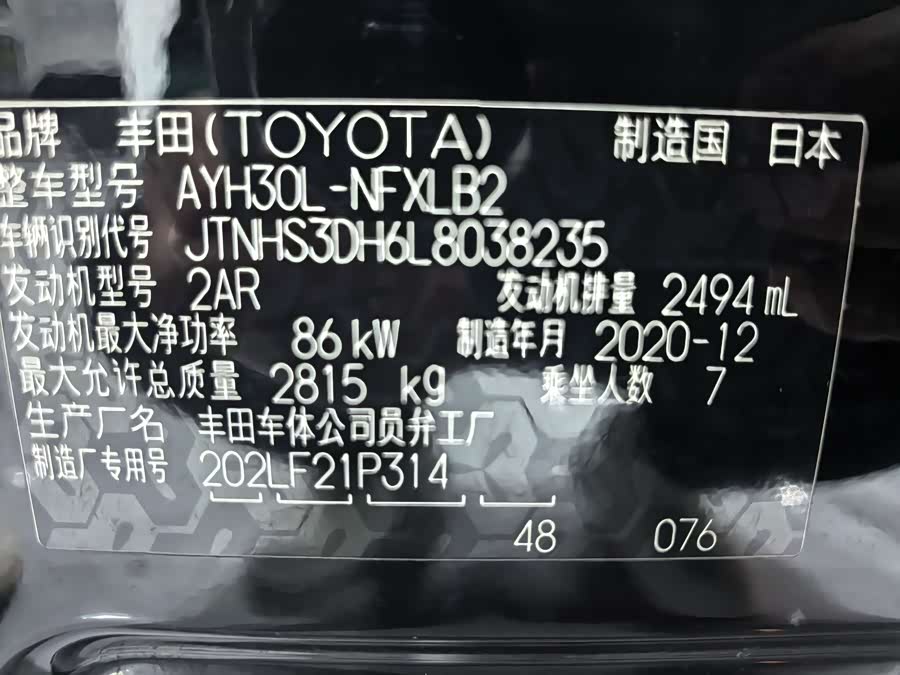 品牌 丰田(TOYOTA) 制造国 日本
整车型号 AYH30L-NFXLB2
车辆识别代号 JTNHS3DH6L8038235
发动机型号 2AR 发动机排量 2494 mL
发动机最大净功率 86 kW 制造年月 2020-12
最大允许总质量 2815 kg 乘坐人数 7
生产厂名 丰田车体公司员弁工厂
制造厂专用号 202LF21P314
48 076